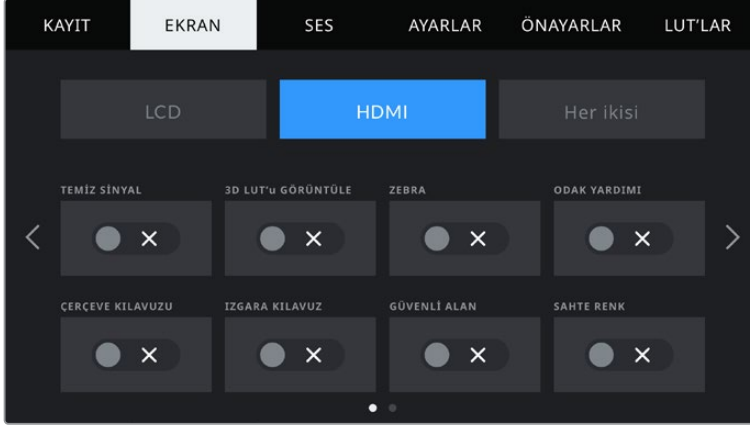 KAYIT EKRAN SES AYARLAR ÖNAYARLAR LUT'LAR
LCD HDMI Her ikisi
TEMİZ SİNYAL 3D LUT'u GÖRÜNTÜLE ZEBRA ODAK YARDIMI
ÇERÇEVE KILAVUZU IZGARA KILAVUZ GÜVENLİ ALAN SAHTE RENK